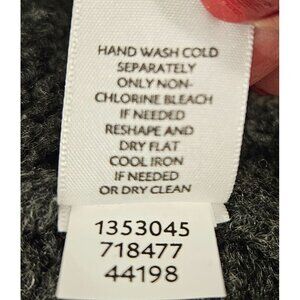 HAND WASH COLD
SEPARATELY
ONLY NON-
CHLORINE BLEACH
IF NEEDED
RESHAPE AND
DRY FLAT
COOL IRON
IF NEEDED
OR DRY CLEAN
1353045
718477
44198